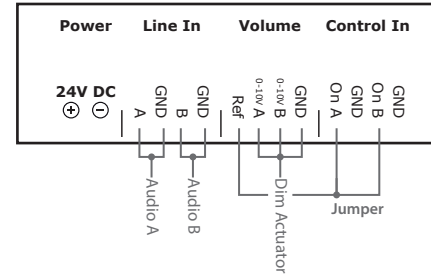 Power Line In Volume Control In
24V DC
+ −
A
GND
B
GND
Ref
0-10V A
0-10V B
GND
On A
GND
On B
GND
Audio A
Audio B
Dim Actuator
Jumper